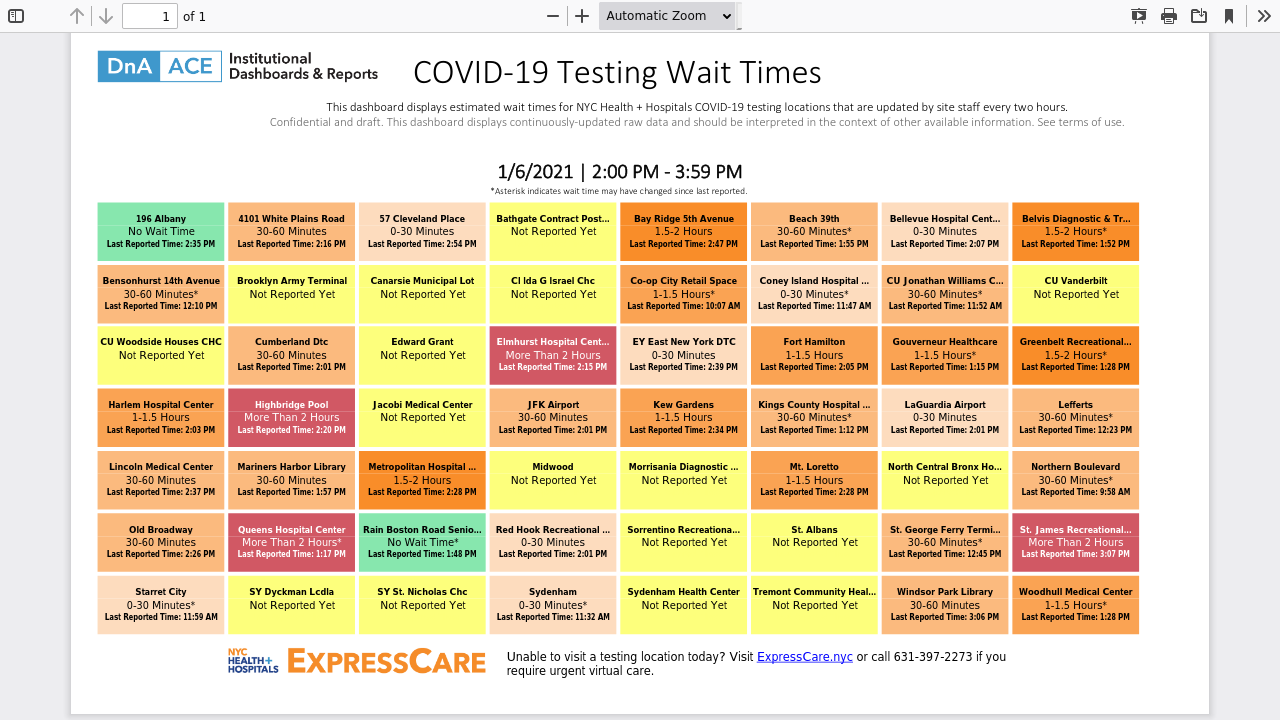 1 of 1
Automatic Zoom
DnA ACE Institutional
Dashboards & Reports
COVID-19 Testing Wait Times
This dashboard displays estimated wait times for NYC Health + Hospitals COVID-19 testing locations that are updated by site staff every two hours.
Confidential and draft. This dashboard displays continuously-updated raw data and should be interpreted in the context of other available information. See terms of use.
1/6/2021 | 2:00 PM - 3:59 PM
*Asterisk indicates wait time may have changed since last reported.
196 Albany
No Wait Time
Last Reported Time: 2:35 PM
4101 White Plains Road
30-60 Minutes
Last Reported Time: 2:16 PM
57 Cleveland Place
0-30 Minutes
Last Reported Time: 2:54 PM
Bathgate Contract Post...
Not Reported Yet
Bay Ridge 5th Avenue
1.5-2 Hours
Last Reported Time: 2:47 PM
Beach 39th
30-60 Minutes*
Last Reported Time: 1:55 PM
Bellevue Hospital Cent...
0-30 Minutes
Last Reported Time: 2:07 PM
Belvis Diagnostic & Tr...
1.5-2 Hours*
Last Reported Time: 1:52 PM
Bensonhurst 14th Avenue
30-60 Minutes*
Last Reported Time: 12:10 PM
Brooklyn Army Terminal
Not Reported Yet
Canarsie Municipal Lot
Not Reported Yet
CI Ida G Israel Chc
Not Reported Yet
Co-op City Retail Space
1-1.5 Hours*
Last Reported Time: 10:07 AM
Coney Island Hospital ...
0-30 Minutes*
Last Reported Time: 11:47 AM
CU Jonathan Williams C...
30-60 Minutes*
Last Reported Time: 11:52 AM
CU Vanderbilt
Not Reported Yet
CU Woodside Houses CHC
Not Reported Yet
Cumberland Dtc
30-60 Minutes
Last Reported Time: 2:01 PM
Edward Grant
Not Reported Yet
Elmhurst Hospital Cent...
More Than 2 Hours
Last Reported Time: 2:15 PM
EY East New York DTC
0-30 Minutes
Last Reported Time: 2:39 PM
Fort Hamilton
1-1.5 Hours
Last Reported Time: 2:05 PM
Gouverneur Healthcare
1-1.5 Hours*
Last Reported Time: 1:15 PM
Greenbelt Recreational...
1.5-2 Hours*
Last Reported Time: 1:28 PM
Harlem Hospital Center
1-1.5 Hours
Last Reported Time: 2:03 PM
Highbridge Pool
More Than 2 Hours
Last Reported Time: 2:20 PM
Jacobi Medical Center
Not Reported Yet
JFK Airport
30-60 Minutes
Last Reported Time: 2:01 PM
Kew Gardens
1-1.5 Hours
Last Reported Time: 2:34 PM
Kings County Hospital ...
30-60 Minutes*
Last Reported Time: 1:12 PM
LaGuardia Airport
0-30 Minutes
Last Reported Time: 2:01 PM
Lefferts
30-60 Minutes*
Last Reported Time: 12:23 PM
Lincoln Medical Center
30-60 Minutes
Last Reported Time: 2:37 PM
Mariners Harbor Library
30-60 Minutes
Last Reported Time: 1:57 PM
Metropolitan Hospital ...
1.5-2 Hours
Last Reported Time: 2:28 PM
Midwood
Not Reported Yet
Morrisania Diagnostic ...
Not Reported Yet
Mt. Loretto
1-1.5 Hours
Last Reported Time: 2:28 PM
North Central Bronx Ho...
Not Reported Yet
Northern Boulevard
30-60 Minutes*
Last Reported Time: 9:58 AM
Old Broadway
30-60 Minutes
Last Reported Time: 2:26 PM
Queens Hospital Center
More Than 2 Hours*
Last Reported Time: 1:17 PM
Rain Boston Road Senio...
No Wait Time*
Last Reported Time: 1:48 PM
Red Hook Recreational ...
0-30 Minutes
Last Reported Time: 2:01 PM
Sorrentino Recreationa...
Not Reported Yet
St. Albans
Not Reported Yet
St. George Ferry Termi...
30-60 Minutes*
Last Reported Time: 12:45 PM
St. James Recreational...
More Than 2 Hours
Last Reported Time: 3:07 PM
Starret City
0-30 Minutes*
Last Reported Time: 11:59 AM
SY Dyckman Lcdla
Not Reported Yet
SY St. Nicholas Chc
Not Reported Yet
Sydenham
0-30 Minutes*
Last Reported Time: 11:32 AM
Sydenham Health Center
Not Reported Yet
Tremont Community Heal...
Not Reported Yet
Windsor Park Library
30-60 Minutes
Last Reported Time: 3:06 PM
Woodhull Medical Center
1-1.5 Hours*
Last Reported Time: 1:28 PM
NYC
HEALTH+
HOSPITALS
EXPRESSCARE
Unable to visit a testing location today? Visit ExpressCare.nyc or call 631-397-2273 if you
require urgent virtual care.